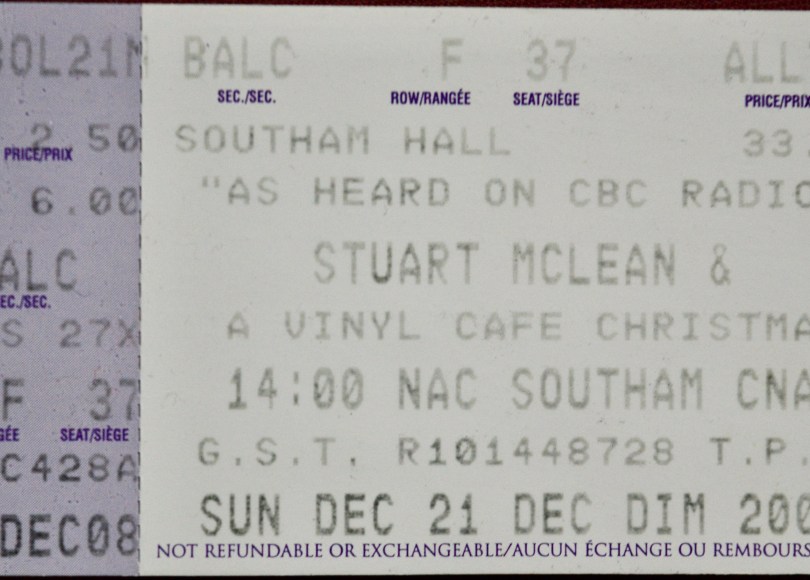 OL21
2.50
PRICE/PRIX
6.00
ALC
EC./SEC.
S 27X
F 37
GÉE SEAT/SIÈGE
C428A
DEC08
BALC F 37 ALL
SEC./SEC. ROW/RANGÉE SEAT/SIÈGE PRICE/PRIX
SOUTHAM HALL 33.
"AS HEARD ON CBC RADIO
STUART MCLEAN &
A VINYL CAFE CHRISTMA
14:00 NAC SOUTHAM CNA
G.S.T. R101448728 T.P.
SUN DEC 21 DEC DIM 200
NOT REFUNDABLE OR EXCHANGEABLE/AUCUN ÉCHANGE OU REMBOURS